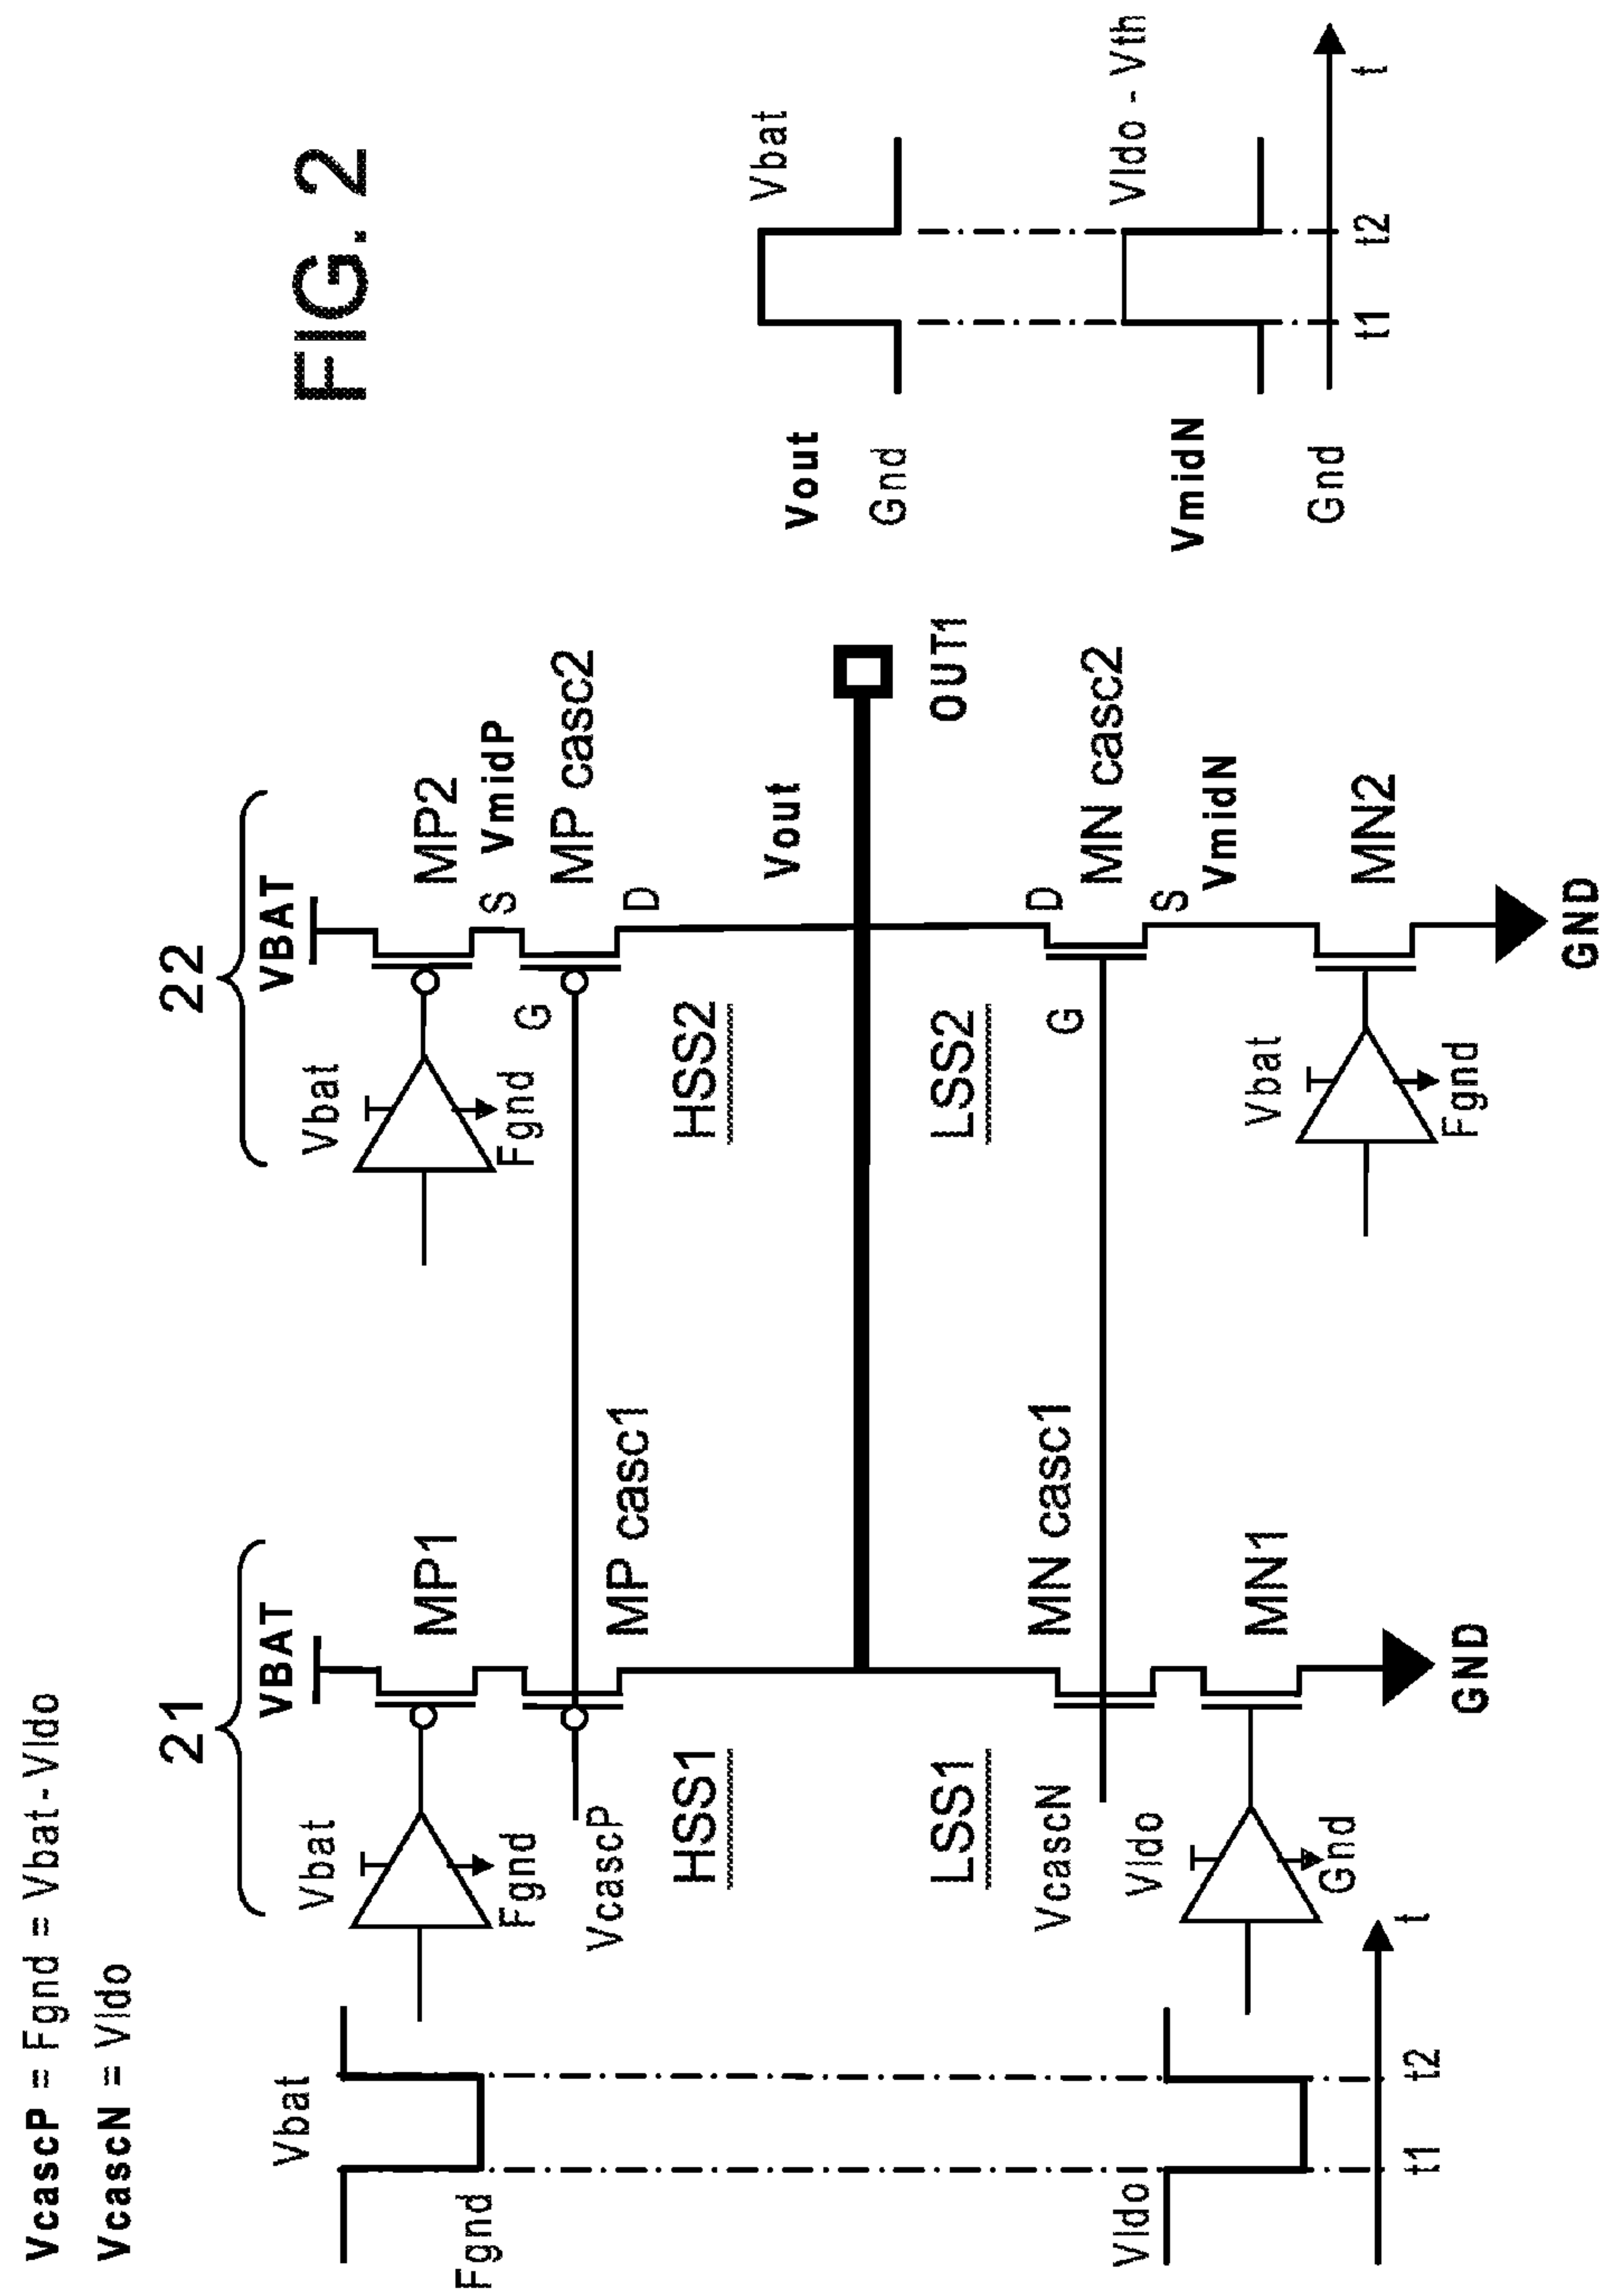 FIG. 2
VcascP = Fgnd = Vbat-Vldo
VcascN = Vldo
21
22
VBAT
VBAT
Vbat
Vbat
Vbat
MP1
MP2
Fgnd
Fgnd
Fgnd
S
VmidP
G
VcascP
MP casc1
MP casc2
D
HSS1
HSS2
Vout
OUT1
LSS1
LSS2
D
VcascN
MN casc1
G
MN casc2
S
VmidN
Vldo
Vldo
MN1
Vbat
MN2
Gnd
Fgnd
GND
GND
t1
t2
t
Vout
Vbat
Gnd
VmidN
Vldo - Vth
Gnd
t1
t2
t